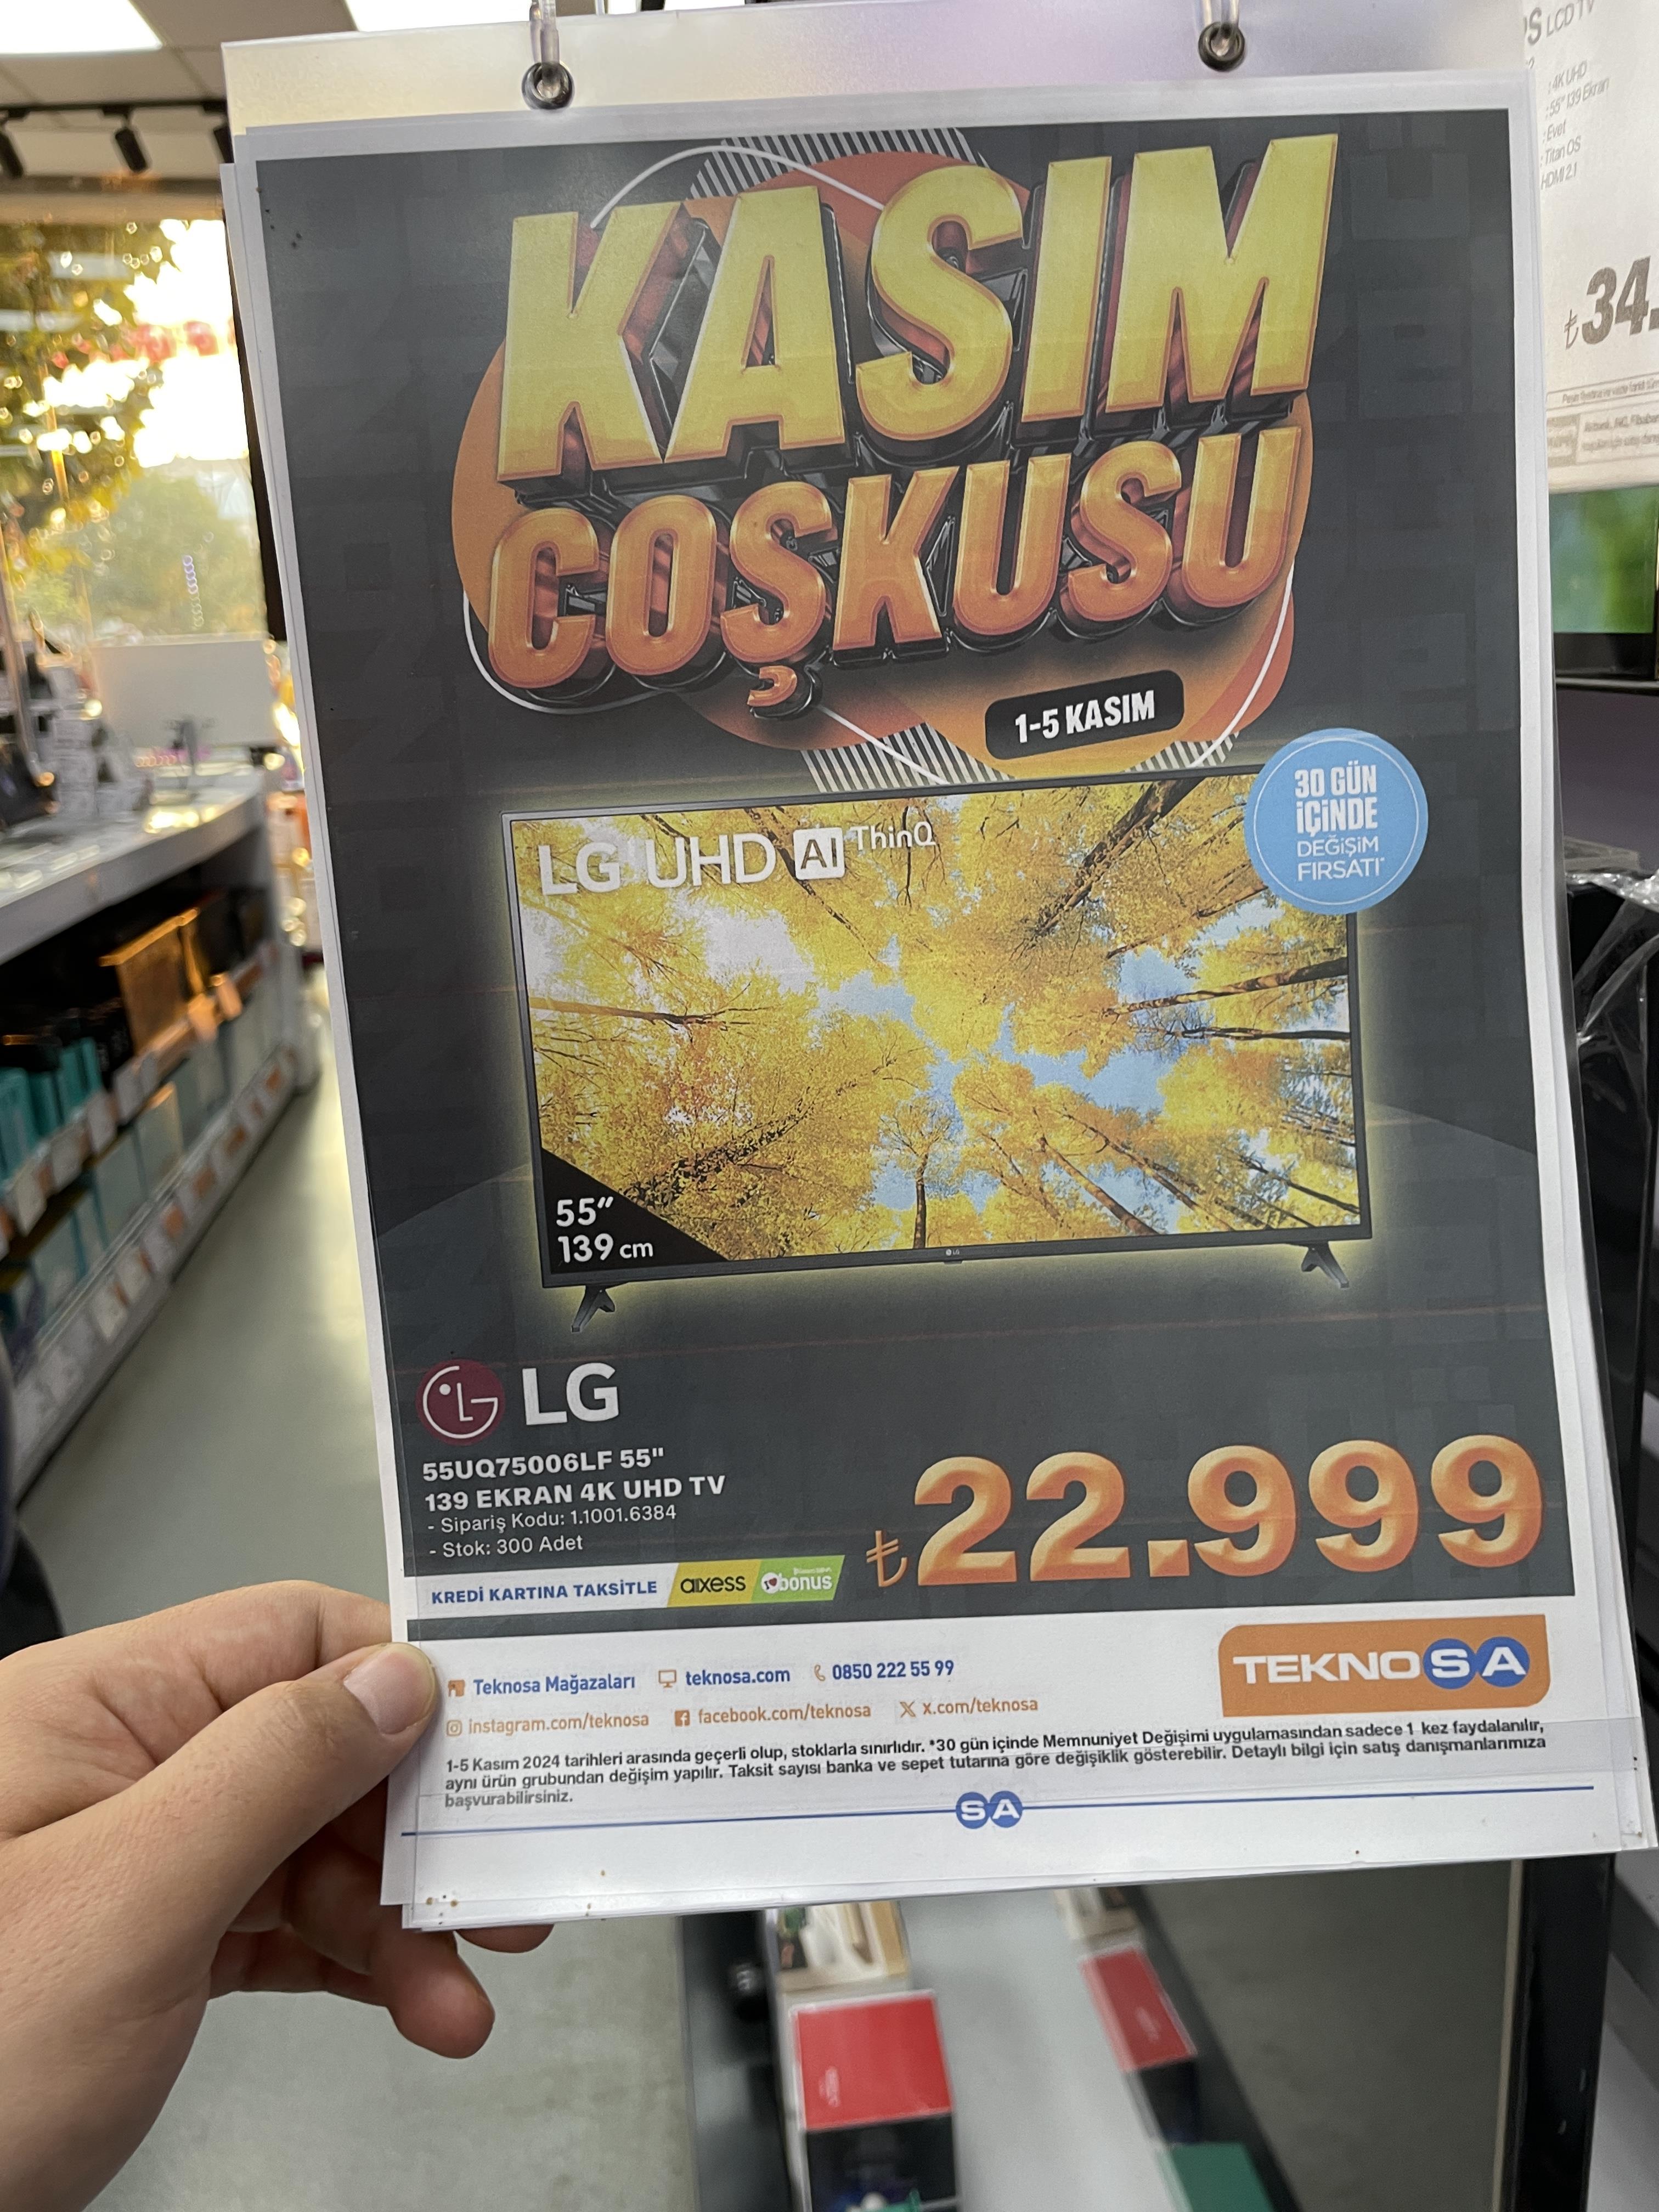 KASIM
COŞKUSU
1-5 KASIM
30 GÜN
İÇİNDE
DEĞİŞİM
FIRSATI*
LG UHD AI ThinQ
55"
139 cm
LG
LG
55UQ75006LF 55"
139 EKRAN 4K UHD TV
- Sipariş Kodu: 1.1001.6384
- Stok: 300 Adet
₺22.999
KREDİ KARTINA TAKSİTLE axess bonus
Teknosa Mağazaları teknosa.com 0850 222 55 99
instagram.com/teknosa facebook.com/teknosa x.com/teknosa
TEKNOSA
1-5 Kasım 2024 tarihleri arasında geçerli olup, stoklarla sınırlıdır. *30 gün içinde Memnuniyet Değişimi uygulamasından sadece 1 kez faydalanılır,
aynı ürün grubundan değişim yapılır. Taksit sayısı banka ve sepet tutarına göre değişiklik gösterebilir. Detaylı bilgi için satış danışmanlarımıza
başvurabilirsiniz.
SA
LCD TV
: 4K UHD
: 55" 139 Ekran
: Evet
: Titan OS
HDMI 2.1
₺34.